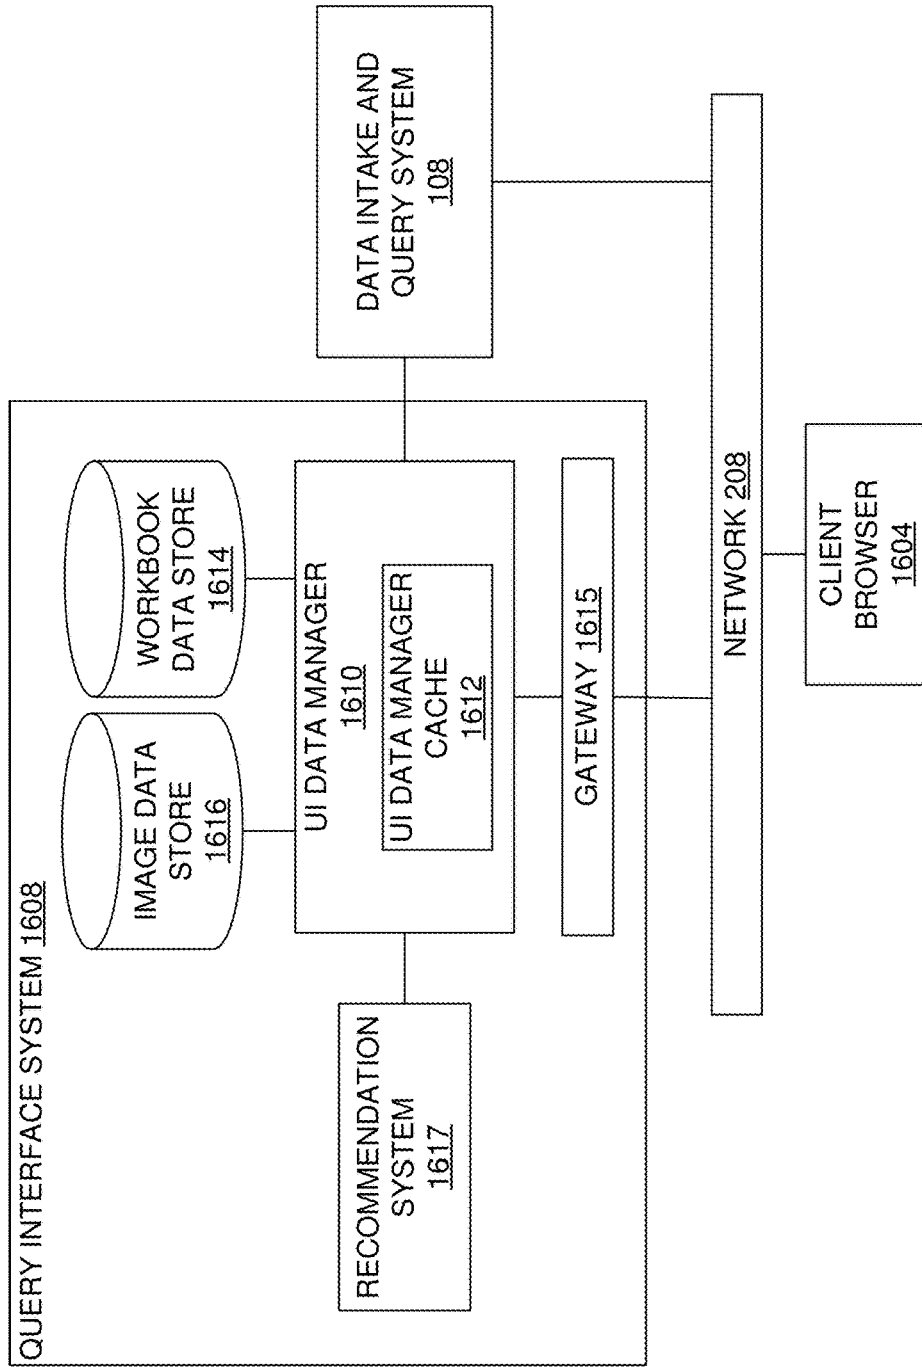 QUERY INTERFACE SYSTEM 1608
IMAGE DATA
STORE
1616
WORKBOOK
DATA STORE
1614
RECOMMENDATION
SYSTEM
1617
UI DATA MANAGER
1610
UI DATA MANAGER
CACHE
1612
DATA INTAKE AND
QUERY SYSTEM
108
GATEWAY 1615
NETWORK 208
CLIENT
BROWSER
1604